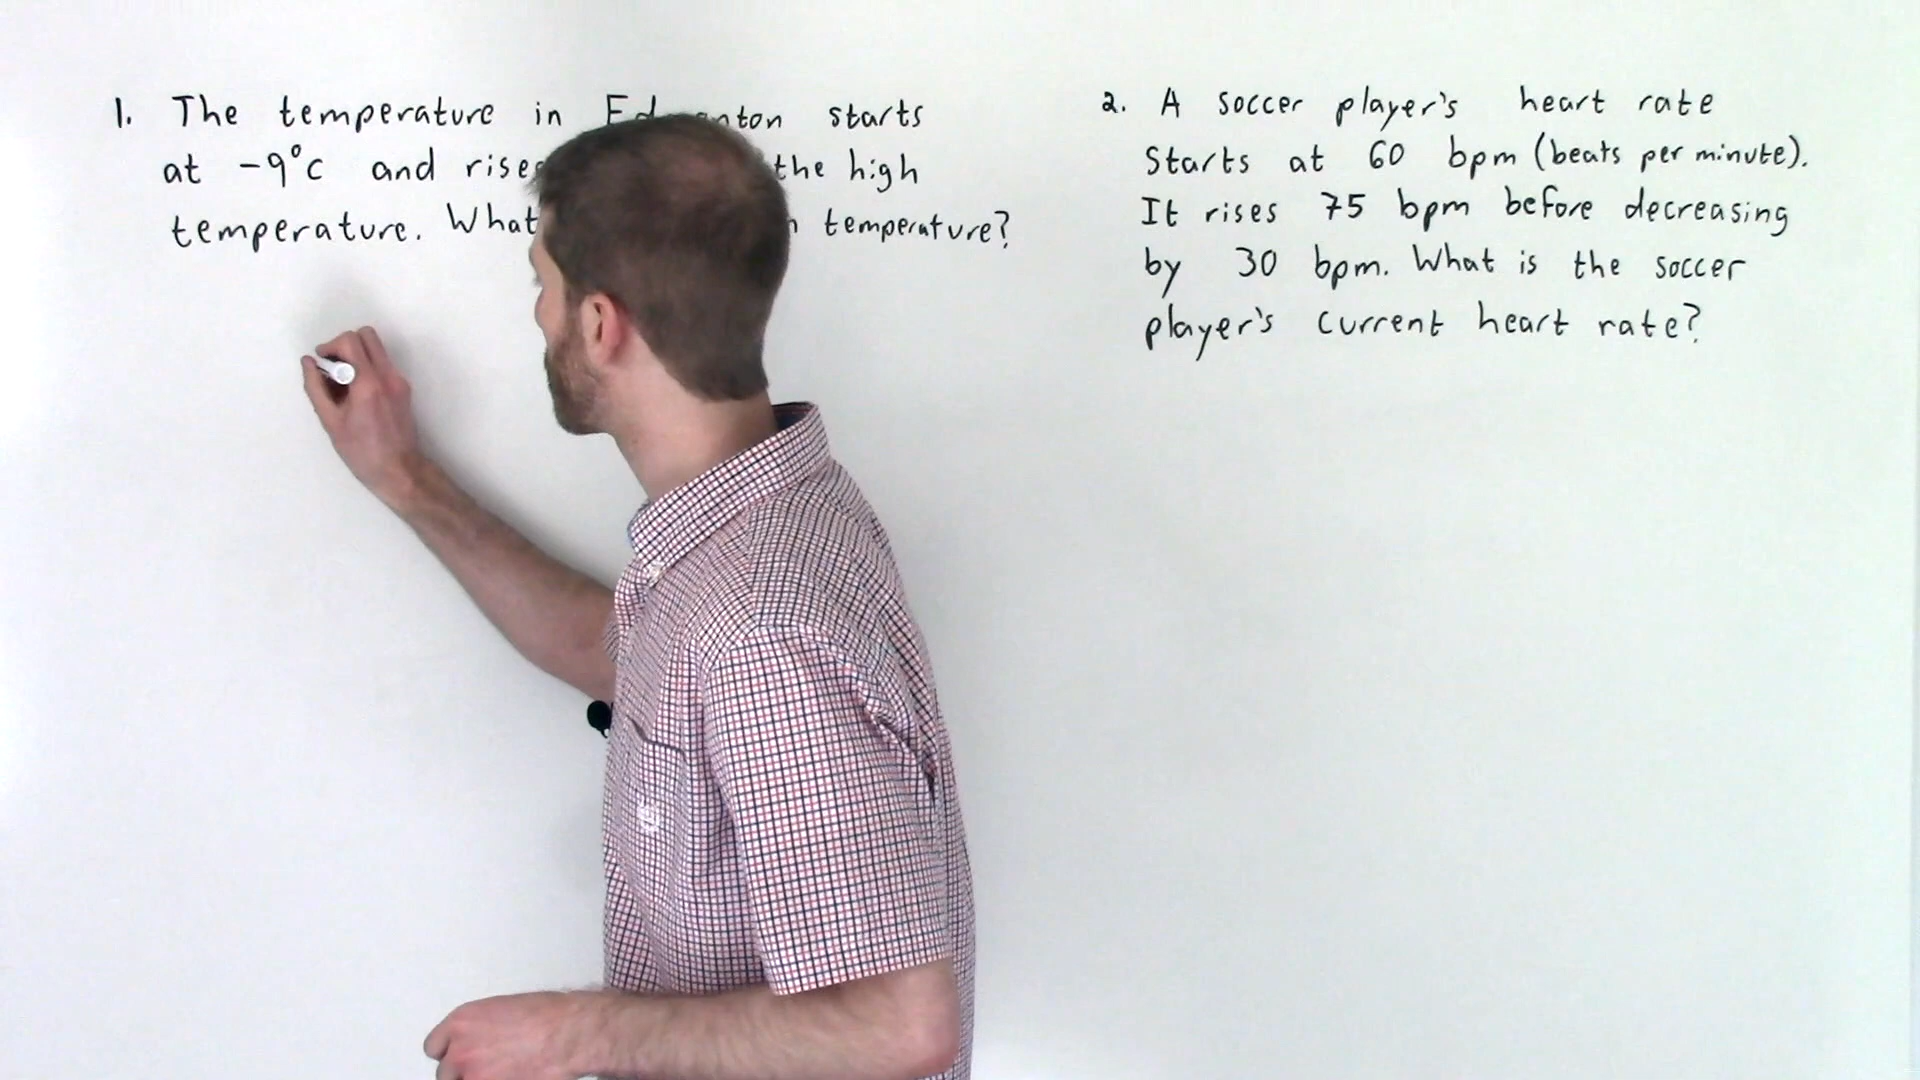 1. The temperature in starts
at -9°C and rises the high
temperature. What temperature?
2. A soccer player's heart rate
Starts at 60 bpm (beats per minute).
It rises 75 bpm before decreasing
by 30 bpm. What is the soccer
player's current heart rate?